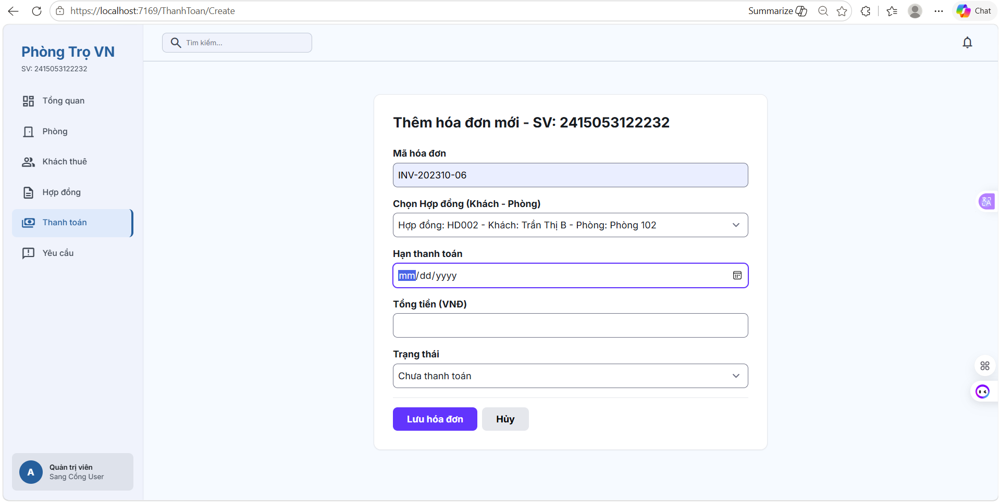 https://localhost:7169/ThanhToan/Create
Summarize
Chat
Phòng Trọ VN
SV: 2415053122232
Tìm kiếm...
Tổng quan
Phòng
Khách thuê
Hợp đồng
Thanh toán
Yêu cầu
Thêm hóa đơn mới - SV: 2415053122232
Mã hóa đơn
INV-202310-06
Chọn Hợp đồng (Khách - Phòng)
Hợp đồng: HD002 - Khách: Trần Thị B - Phòng: Phòng 102
Hạn thanh toán
mm/dd/yyyy
Tổng tiền (VNĐ)
Trạng thái
Chưa thanh toán
Lưu hóa đơn
Hủy
A
Quản trị viên
Sang Cổng User